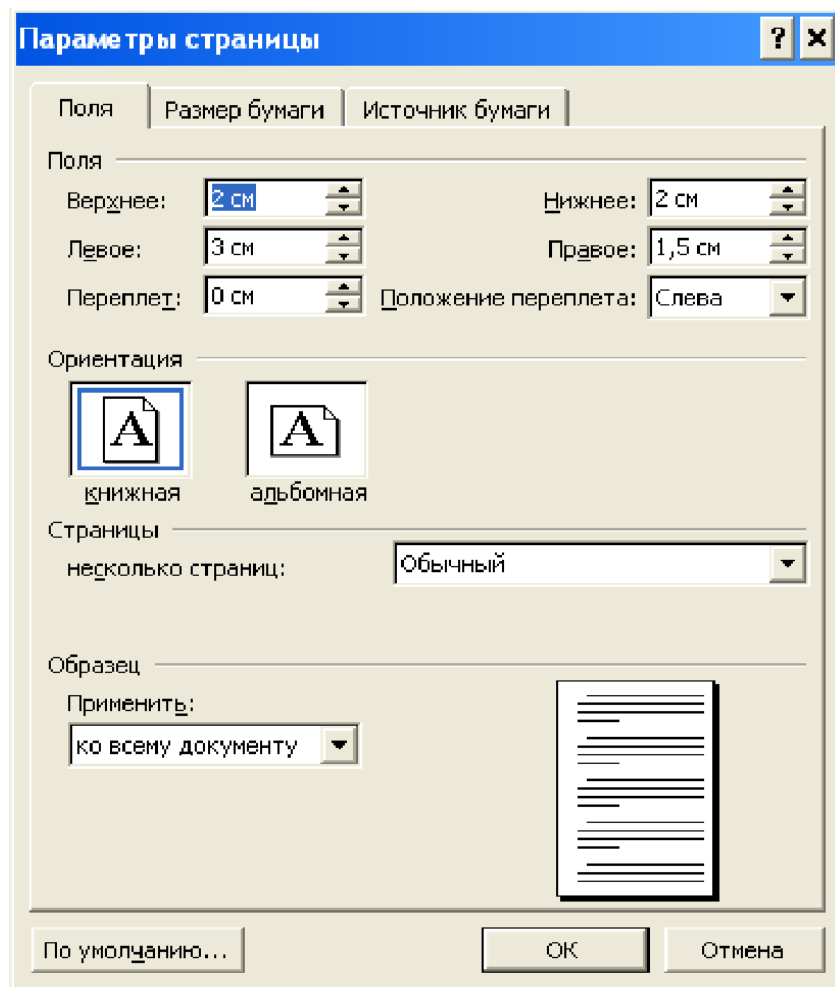 Параметры страницы ? ×
Поля Размер бумаги Источник бумаги
Поля
Верхнее: 2 см Нижнее: 2 см
Левое: 3 см Правое: 1,5 см
Переплет: 0 см Положение переплета: Слева
Ориентация
A A
книжная альбомная
Страницы
несколько страниц: Обычный
Образец
Применить:
ко всему документу
По умолчанию... ОК Отмена